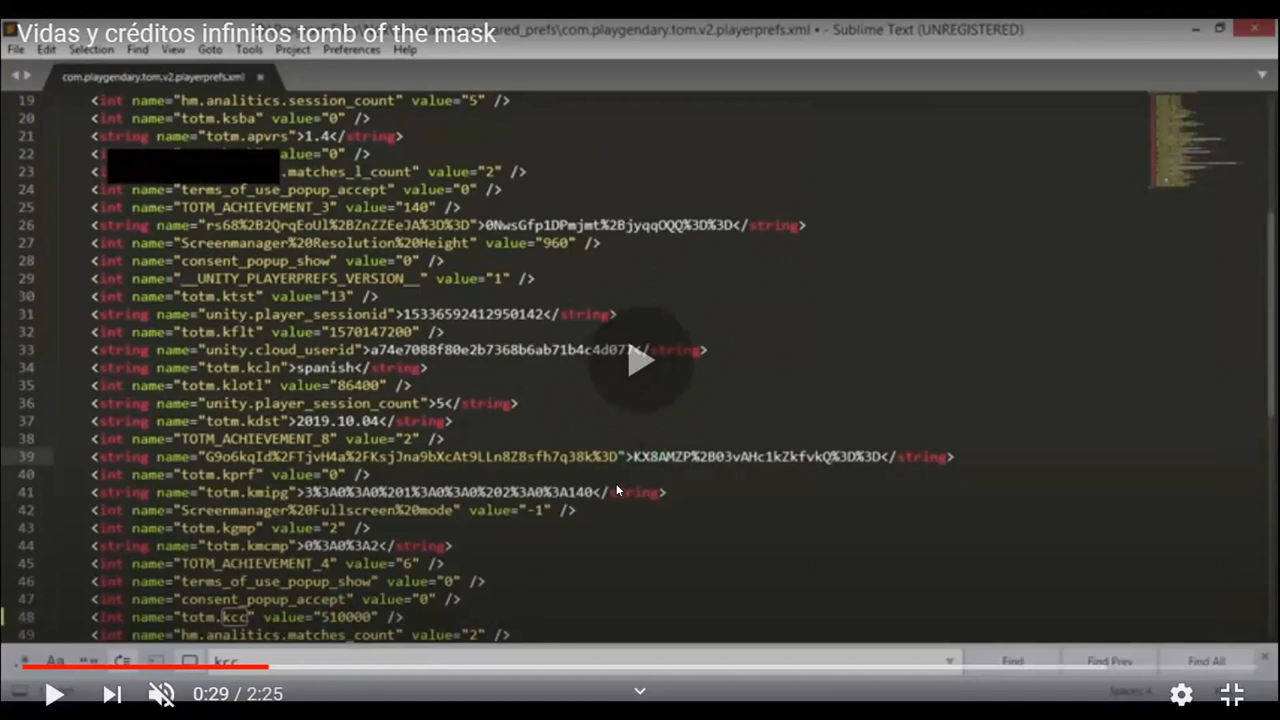 Vidas y créditos infinitos tomb of the mask
red_prefs\com.playgendary.tom.v2.playerprefs.xml • - Sublime Text (UNREGISTERED)
File Edit Selection Find View Goto Tools Project Preferences Help
com.playgendary.tom.v2.playerprefs.xml
19 <int name="hm.analitics.session_count" value="5" />
20 <int name="totm.ksba" value="0" />
21 <string name="totm.apvrs">1.4</string>
22 <i alue="0" />
23 <i .matches_l_count" value="2" />
24 <int name="terms_of_use_popup_accept" value="0" />
25 <int name="TOTM_ACHIEVEMENT_3" value="140" />
26 <string name="rs68%2B2QrqEoUl%2BZnZZEeJA%3D%3D">0NwsGfp1DPmjmt%2BjyqqOQQ%3D%3D</string>
27 <int name="Screenmanager%20Resolution%20Height" value="960" />
28 <int name="consent_popup_show" value="0" />
29 <int name="__UNITY_PLAYERPREFS_VERSION__" value="1" />
30 <int name="totm.ktst" value="13" />
31 <string name="unity.player_sessionid">15336592412950142</string>
32 <int name="totm.kflt" value="1570147200" />
33 <string name="unity.cloud_userid">a74e7088f80e2b7368b6ab71b4c4d077</string>
34 <string name="totm.kcln">spanish</string>
35 <int name="totm.klotl" value="86400" />
36 <string name="unity.player_session_count">5</string>
37 <string name="totm.kdst">2019.10.04</string>
38 <int name="TOTM_ACHIEVEMENT_8" value="2" />
39 <string name="G9o6kqId%2FTjvH4a%2FKsjJna9bXcAt9LLn8Z8sfh7q38k%3D">KX8AMZP%2B03vAHc1kZkfvkQ%3D%3D</string>
40 <int name="totm.kprf" value="0" />
41 <string name="totm.kmipg">3%3A0%3A0%201%3A0%3A0%202%3A0%3A140</string>
42 <int name="Screenmanager%20Fullscreen%20mode" value="-1" />
43 <int name="totm.kgmp" value="2" />
44 <string name="totm.kmcmp">0%3A0%3A2</string>
45 <int name="TOTM_ACHIEVEMENT_4" value="6" />
46 <int name="terms_of_use_popup_show" value="0" />
47 <int name="consent_popup_accept" value="0" />
48 <int name="totm.kcc" value="510000" />
49 <int name="hm.analitics.matches_count" value="2" />
.* Aa “” kcc Find Find Prev Find All
0:29 / 2:25 Spaces: 4